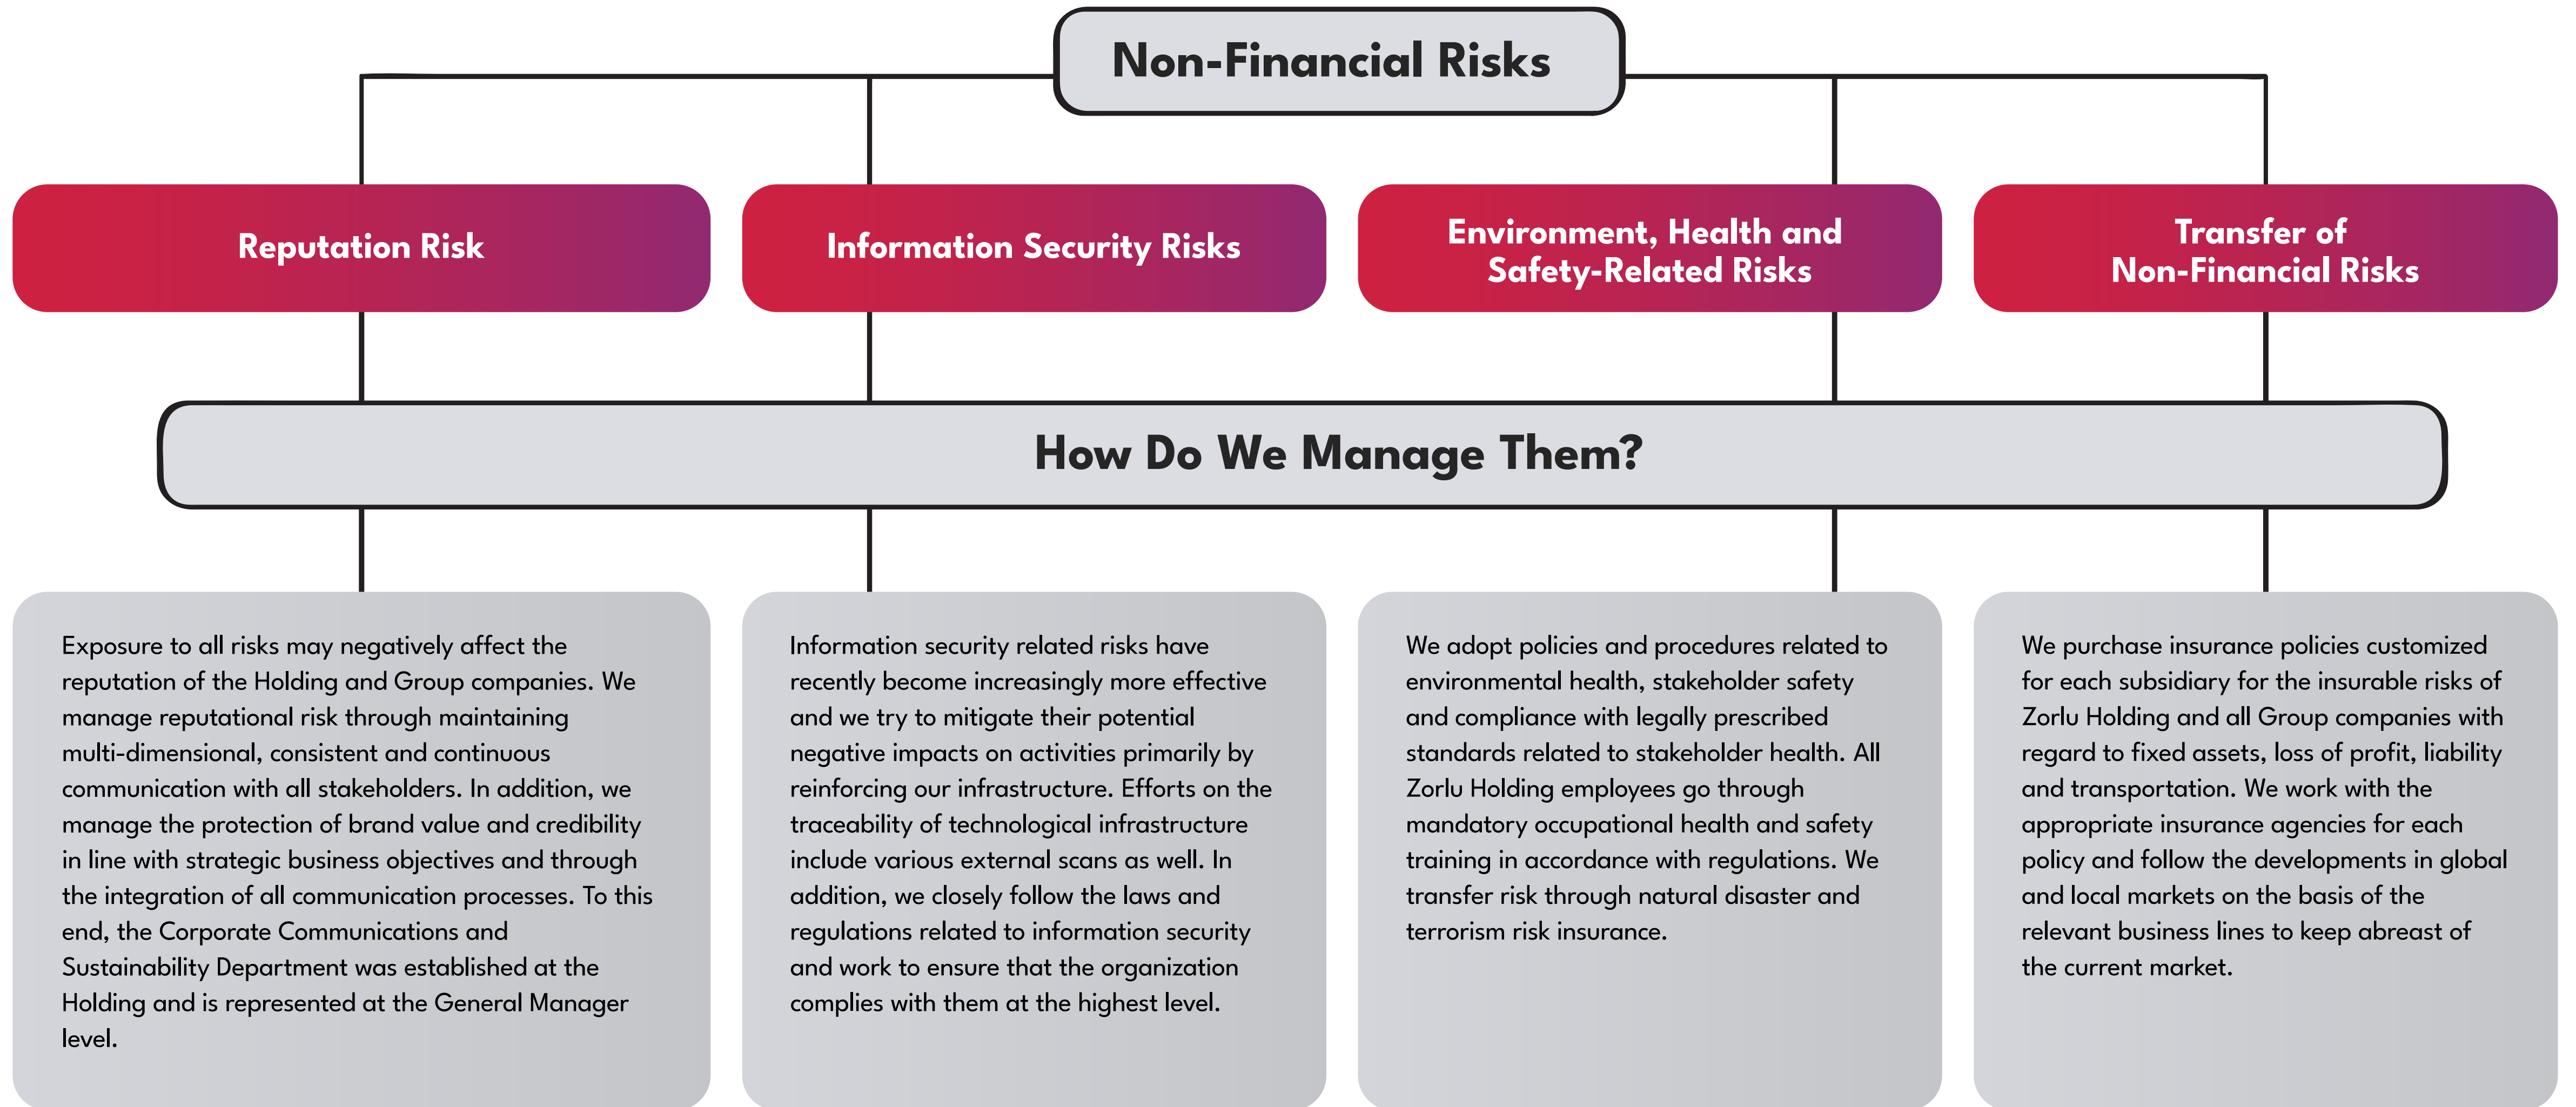 Non-Financial Risks
Reputation Risk
Information Security Risks
Environment, Health and
Safety-Related Risks
Transfer of
Non-Financial Risks
How Do We Manage Them?
Exposure to all risks may negatively affect the
reputation of the Holding and Group companies. We
manage reputational risk through maintaining
multi-dimensional, consistent and continuous
communication with all stakeholders. In addition, we
manage the protection of brand value and credibility
in line with strategic business objectives and through
the integration of all communication processes. To this
end, the Corporate Communications and
Sustainability Department was established at the
Holding and is represented at the General Manager
level.
Information security related risks have
recently become increasingly more effective
and we try to mitigate their potential
negative impacts on activities primarily by
reinforcing our infrastructure. Efforts on the
traceability of technological infrastructure
include various external scans as well. In
addition, we closely follow the laws and
regulations related to information security
and work to ensure that the organization
complies with them at the highest level.
We adopt policies and procedures related to
environmental health, stakeholder safety
and compliance with legally prescribed
standards related to stakeholder health. All
Zorlu Holding employees go through
mandatory occupational health and safety
training in accordance with regulations. We
transfer risk through natural disaster and
terrorism risk insurance.
We purchase insurance policies customized
for each subsidiary for the insurable risks of
Zorlu Holding and all Group companies with
regard to fixed assets, loss of profit, liability
and transportation. We work with the
appropriate insurance agencies for each
policy and follow the developments in global
and local markets on the basis of the
relevant business lines to keep abreast of
the current market.